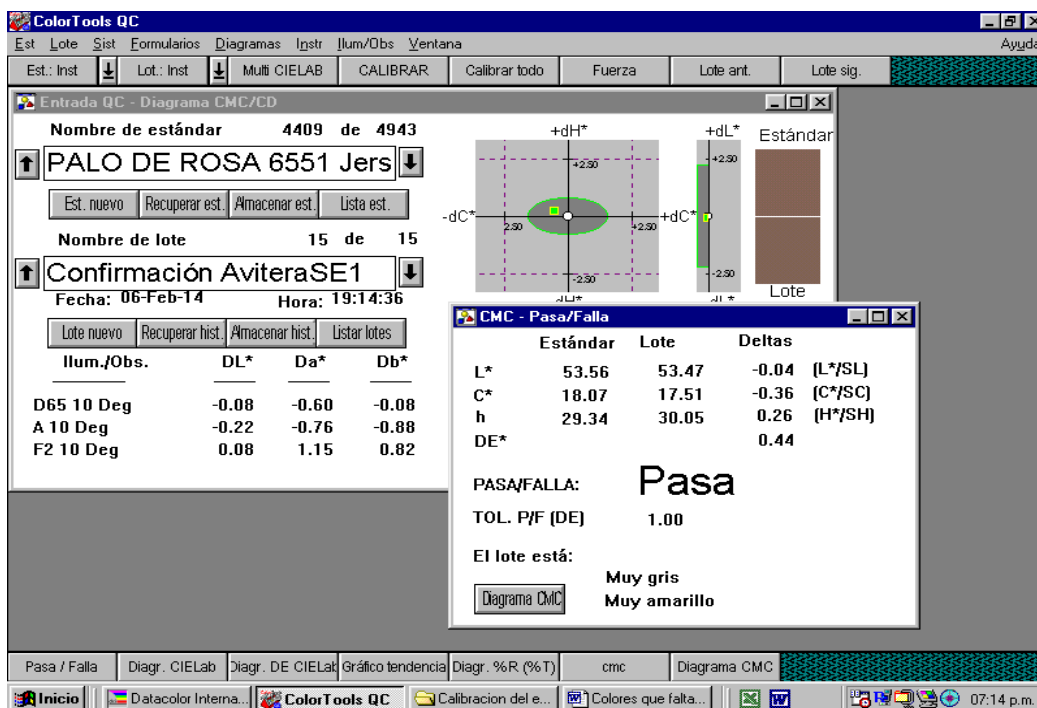 ColorTools QC
Est Lote Sist Formularios Diagramas Instr Ilum/Obs Ventana Ayuda
Est.: Inst Lot.: Inst Multi CIELAB CALIBRAR Calibrar todo Fuerza Lote ant. Lote sig.
Entrada QC - Diagrama CMC/CD
Nombre de estándar 4409 de 4943
PALO DE ROSA 6551 Jers
Est. nuevo Recuperar est. Almacenar est. Lista est.
Nombre de lote 15 de 15
Confirmación AviteraSE1
Fecha: 06-Feb-14 Hora: 19:14:36
Lote nuevo Recuperar hist. Almacenar hist. Listar lotes
Ilum./Obs. DL* Da* Db*
D65 10 Deg -0.08 -0.60 -0.08
A 10 Deg -0.22 -0.76 -0.88
F2 10 Deg 0.08 1.15 0.82
+dH* +dL* Estándar
+2.50 +2.50
-dC* +dC*
2.50 +2.50
-2.50 -2.50
dH* dL* Lote
CMC - Pasa/Falla
Estándar Lote Deltas
L* 53.56 53.47 -0.04 (L*/SL)
C* 18.07 17.51 -0.36 (C*/SC)
h 29.34 30.05 0.26 (H*/SH)
DE* 0.44
PASA/FALLA: Pasa
TOL. P/F (DE) 1.00
El lote está:
Muy gris
Diagrama CMC Muy amarillo
Pasa / Falla Diagr. CIELab Diagr. DE CIELab Gráfico tendencia Diagr. %R (%T) cmc Diagrama CMC
Inicio Datacolor Interna... ColorTools QC Calibracion del e... Colores que falta... 07:14 p.m.